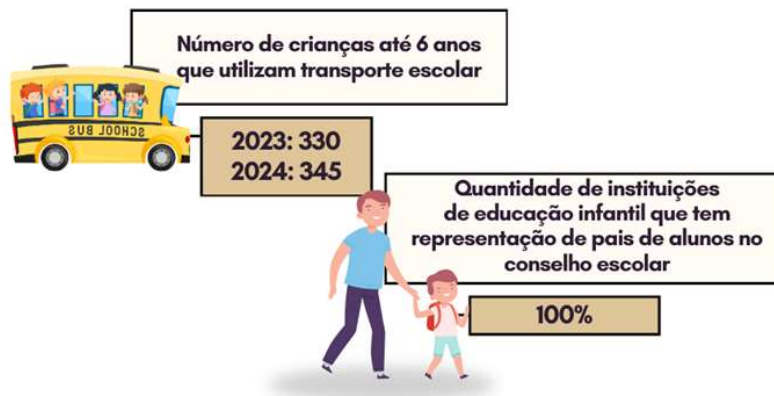 Número de crianças até 6 anos
que utilizam transporte escolar
SCHOOL BUS
2023: 330
2024: 345
Quantidade de instituições
de educação infantil que tem
representação de pais de alunos no
conselho escolar
100%